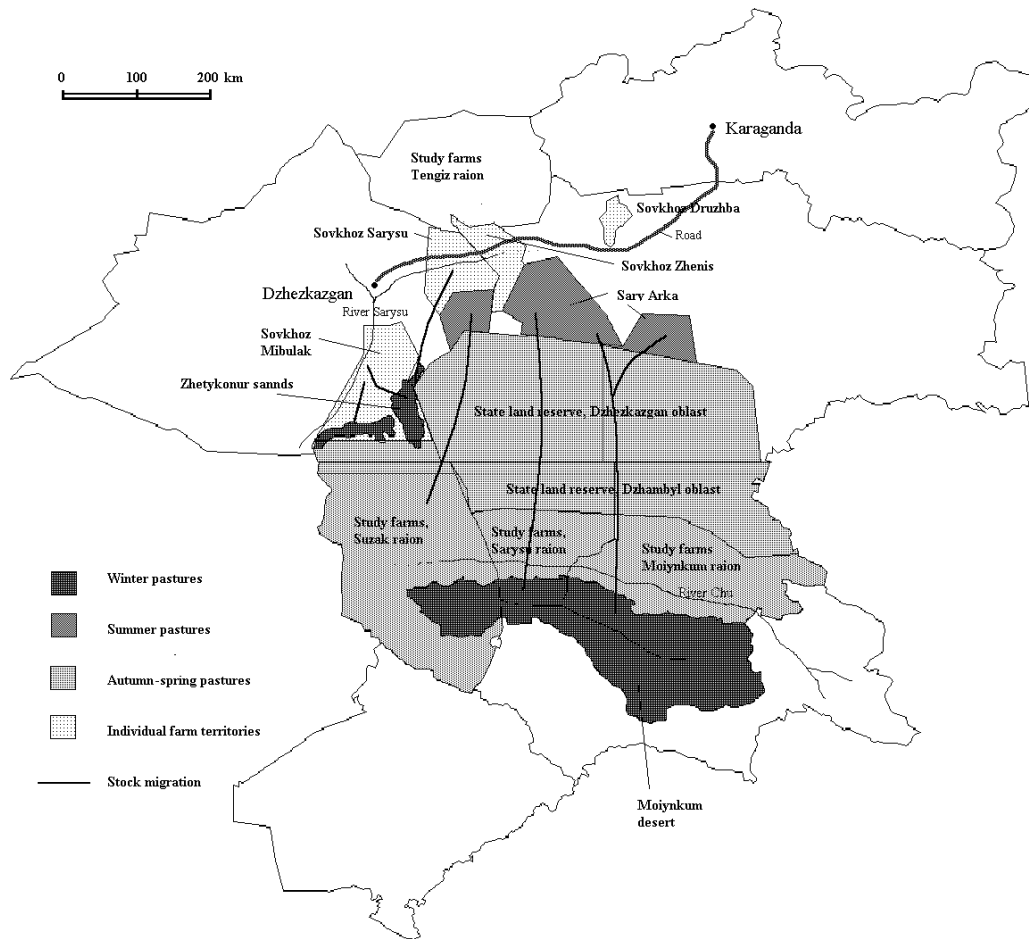 0 100 200 km
Karaganda
Study farms
Tengiz raion
Sovkhoz Druzhba
Sovkhoz Sarysu
Road
Sovkhoz Zhenis
Dzhezkazgan
Sary Arka
River Sarysu
Sovkhoz
Mibulak
Zhetykonur sannds
State land reserve, Dzhezkazgan oblast
State land reserve, Dzhambyl oblast
Study farms,
Suzak raion
Study farms,
Sarysu raion
Study farms
Moiynkum raion
River Chu
Winter pastures
Summer pastures
Autumn-spring pastures
Individual farm territories
Stock migration
Moiynkum
desert